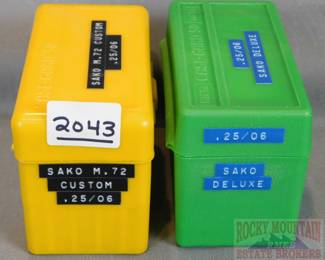 SAKO M.72 CUSTOM
.25/06
.25/06
SAKO DELUXE
2043
SAKO M.72
CUSTOM
.25/06
.25/06
SAKO
DELUXE
ROCKY MOUNTAIN
ESTATE BROKERS